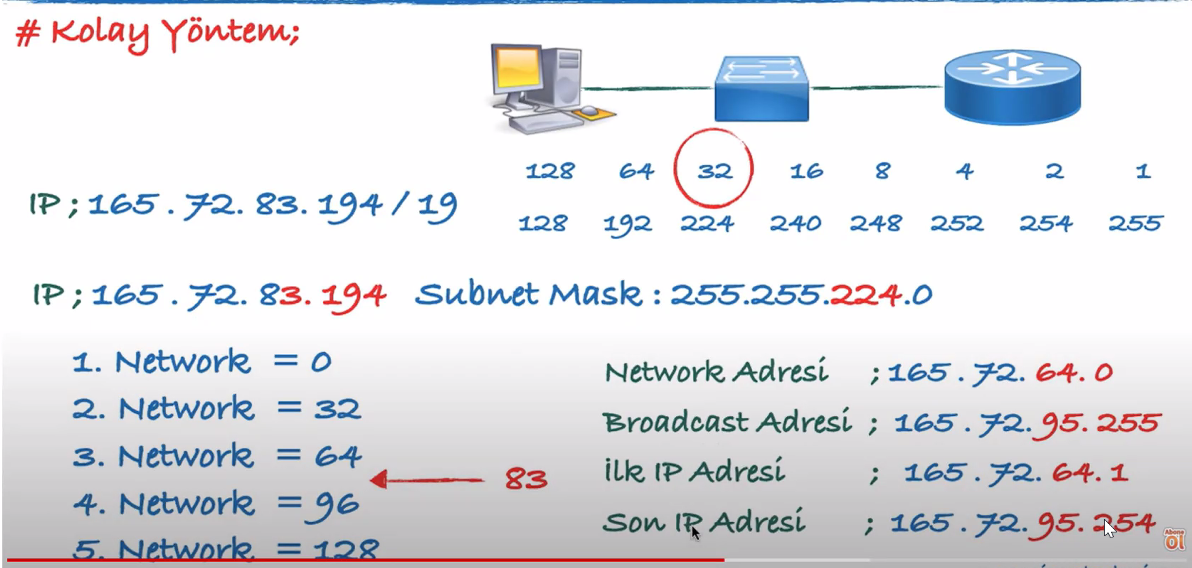 # Kolay Yöntem;
128 64 32 16 8 4 2 1
IP ; 165 . 72. 83. 194 / 19
128 192 224 240 248 252 254 255
IP ; 165 . 72. 83. 194 Subnet Mask : 255.255.224.0
1. Network = 0
2. Network = 32
3. Network = 64
83
4. Network = 96
5. Network = 128
Network Adresi ; 165 . 72. 64. 0
Broadcast Adresi ; 165 . 72. 95. 255
İlk IP Adresi ; 165 . 72. 64. 1
Son IP Adresi ; 165 . 72. 95. 254
Abone
Ol